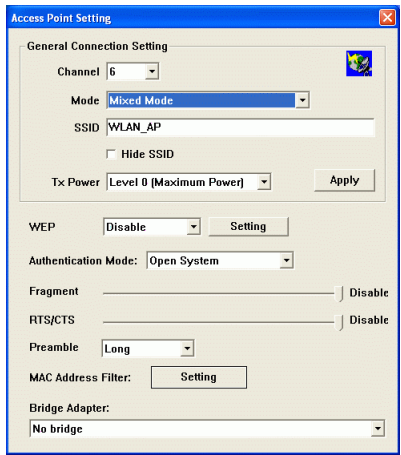 Access Point Setting
General Connection Setting
Channel 6
Mode Mixed Mode
SSID WLAN_AP
Hide SSID
Tx Power Level 0 (Maximum Power) Apply
WEP Disable Setting
Authentication Mode: Open System
Fragment Disable
RTS/CTS Disable
Preamble Long
MAC Address Filter: Setting
Bridge Adapter:
No bridge